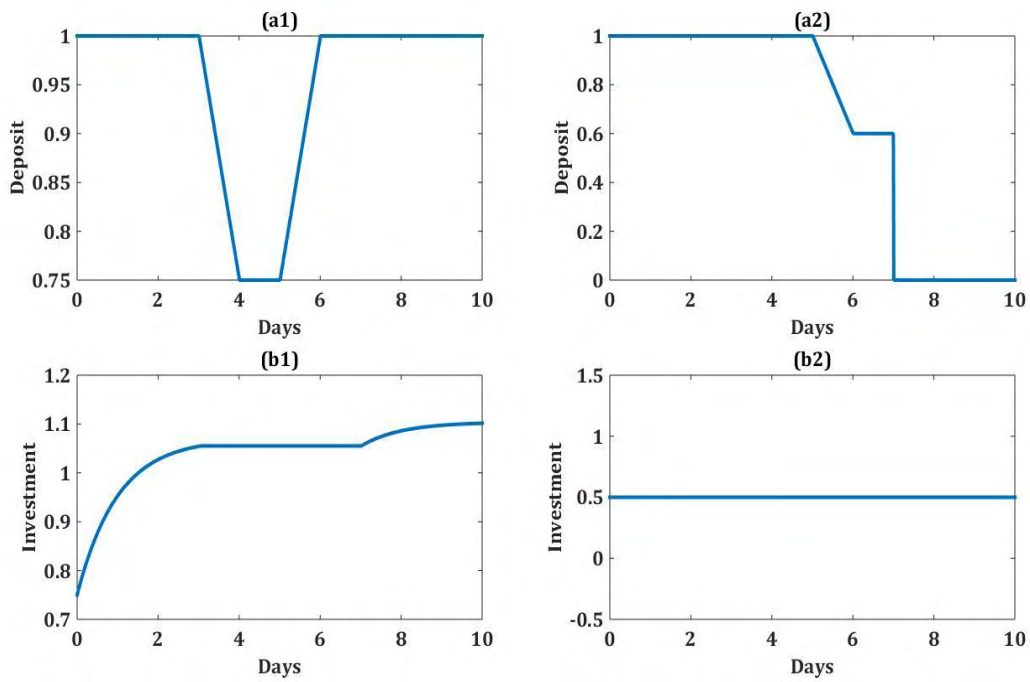 (a1)
1
0.95
0.9
0.85
0.8
0.75
Deposit
0 2 4 6 8 10
Days
(a2)
1
0.8
0.6
0.4
0.2
0
Deposit
0 2 4 6 8 10
Days
(b1)
1.2
1.1
1
0.9
0.8
0.7
Investment
0 2 4 6 8 10
Days
(b2)
1.5
1
0.5
0
-0.5
Investment
0 2 4 6 8 10
Days